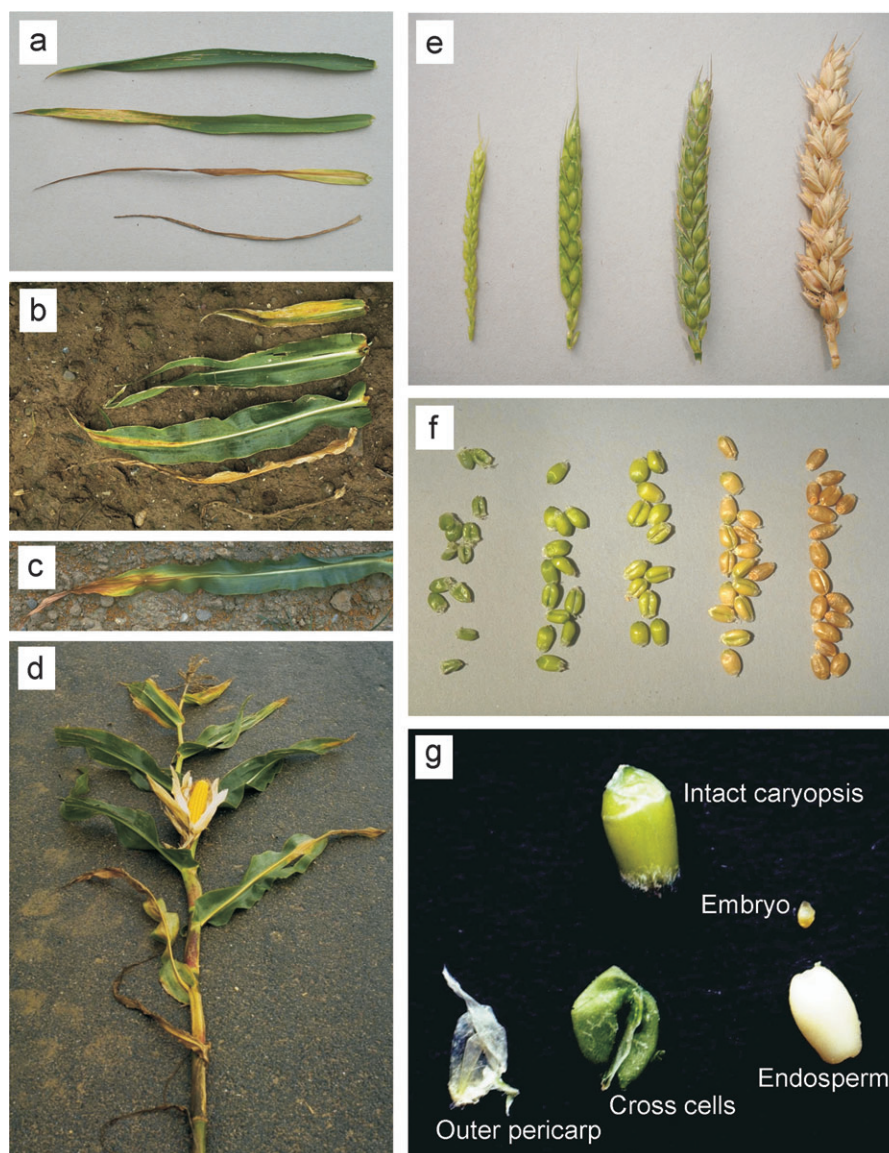 a
b
c
d
e
f
g
Intact caryopsis
Embryo
Endosperm
Cross cells
Outer pericarp